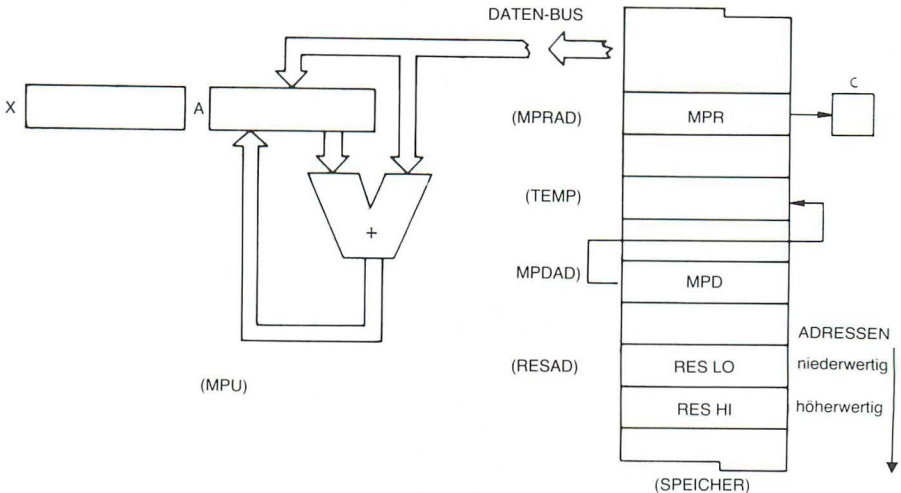 DATEN-BUS
X
A
C
(MPRAD)
MPR
(TEMP)
+
MPDAD)
MPD
ADRESSEN
(RESAD)
RES LO
niederwertig
(MPU)
RES HI
höherwertig
(SPEICHER)